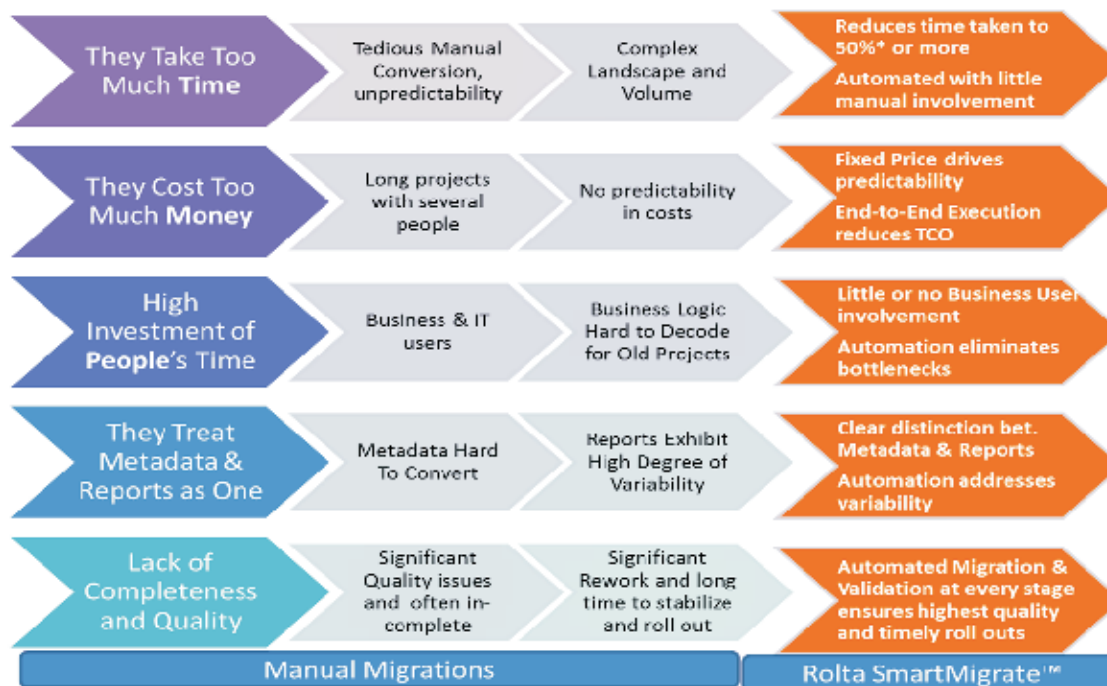 They Take Too
Much Time
Tedious Manual
Conversion,
unpredictability
Complex
Landscape and
Volume
Reduces time taken to
50%* or more
Automated with little
manual involvement
They Cost Too
Much Money
Long projects
with several
people
No predictability
in costs
Fixed Price drives
predictability
End-to-End Execution
reduces TCO
High
Investment of
People's Time
Business & IT
users
Business Logic
Hard to Decode
for Old Projects
Little or no Business User
involvement
Automation eliminates
bottlenecks
They Treat
Metadata &
Reports as One
Metadata Hard
To Convert
Reports Exhibit
High Degree of
Variability
Clear distinction bet.
Metadata & Reports
Automation addresses
variability
Lack of
Completeness
and Quality
Significant
Quality issues
and often in-
complete
Significant
Rework and long
time to stabilize
and roll out
Automated Migration &
Validation at every stage
ensures highest quality
and timely roll outs
Manual Migrations
Rolta SmartMigrate™